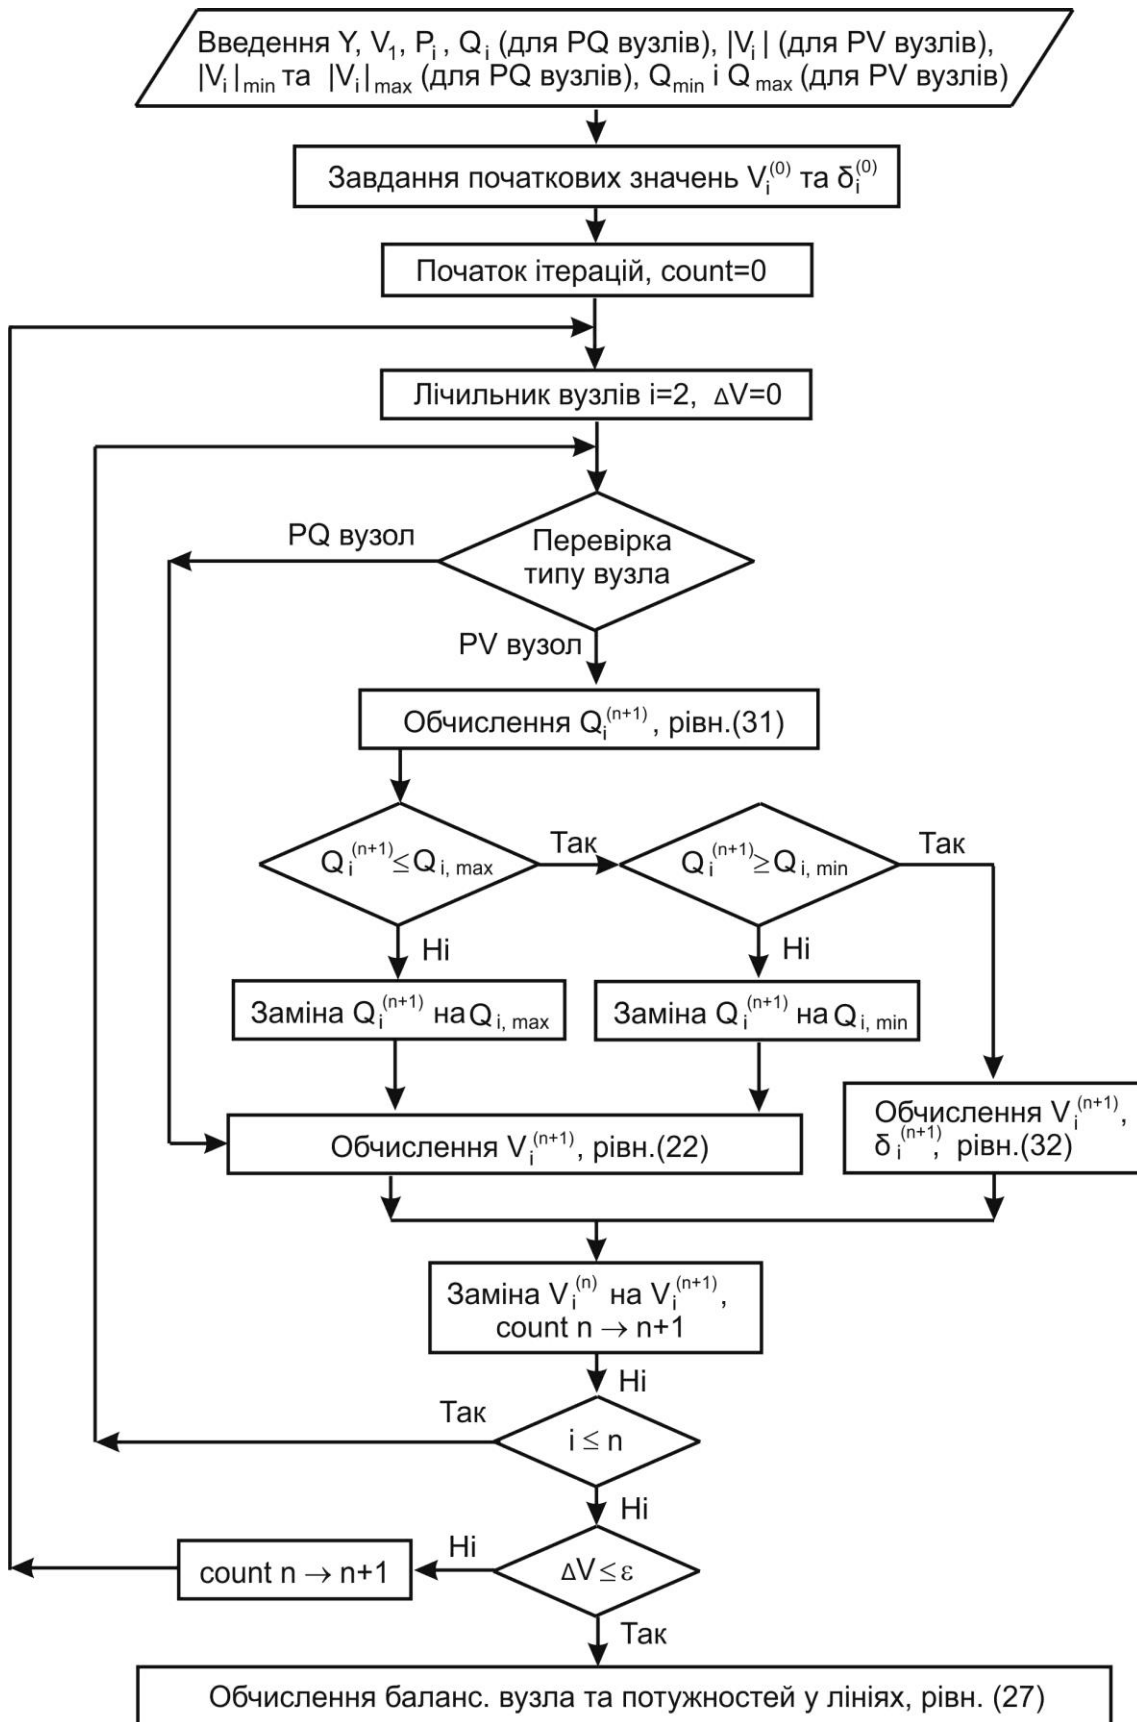 Введення Y, V₁, Pᵢ, Qᵢ (для PQ вузлів), |Vᵢ| (для PV вузлів),
|Vᵢ|min та |Vᵢ|max (для PQ вузлів), Qmin і Qmax (для PV вузлів)
Завдання початкових значень Vᵢ⁽⁰⁾ та δᵢ⁽⁰⁾
Початок ітерацій, count=0
Лічильник вузлів i=2, ΔV=0
PQ вузол
Перевірка
типу вузла
PV вузол
Обчислення Qᵢ⁽ⁿ⁺¹⁾, рівн.(31)
Qᵢ⁽ⁿ⁺¹⁾≤Qi, max
Так
Qᵢ⁽ⁿ⁺¹⁾≥Qi, min
Так
Ні
Ні
Заміна Qᵢ⁽ⁿ⁺¹⁾ на Qi, max
Заміна Qᵢ⁽ⁿ⁺¹⁾ на Qi, min
Обчислення Vᵢ⁽ⁿ⁺¹⁾, рівн.(22)
Обчислення Vᵢ⁽ⁿ⁺¹⁾,
δᵢ⁽ⁿ⁺¹⁾, рівн.(32)
Заміна Vᵢ⁽ⁿ⁾ на Vᵢ⁽ⁿ⁺¹⁾,
count n → n+1
Ні
Так
i ≤ n
Ні
Ні
count n → n+1
ΔV ≤ ε
Так
Обчислення баланс. вузла та потужностей у лініях, рівн. (27)